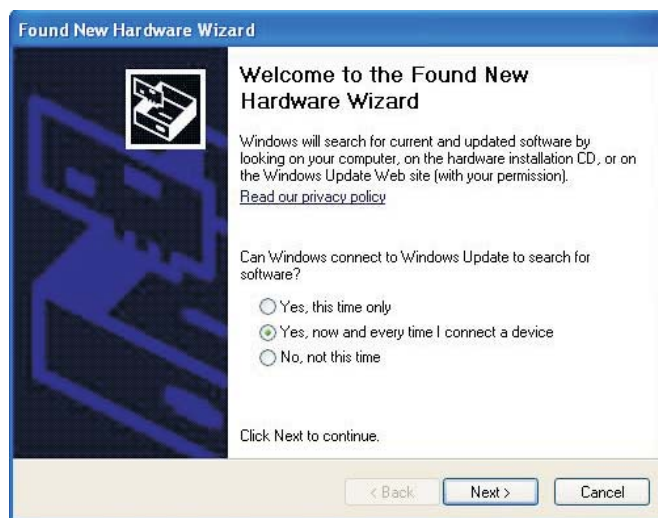 Found New Hardware Wizard
Welcome to the Found New
Hardware Wizard
Windows will search for current and updated software by
looking on your computer, on the hardware installation CD, or on
the Windows Update Web site (with your permission).
Read our privacy policy
Can Windows connect to Windows Update to search for
software?
Yes, this time only
Yes, now and every time I connect a device
No, not this time
Click Next to continue.
< Back
Next >
Cancel